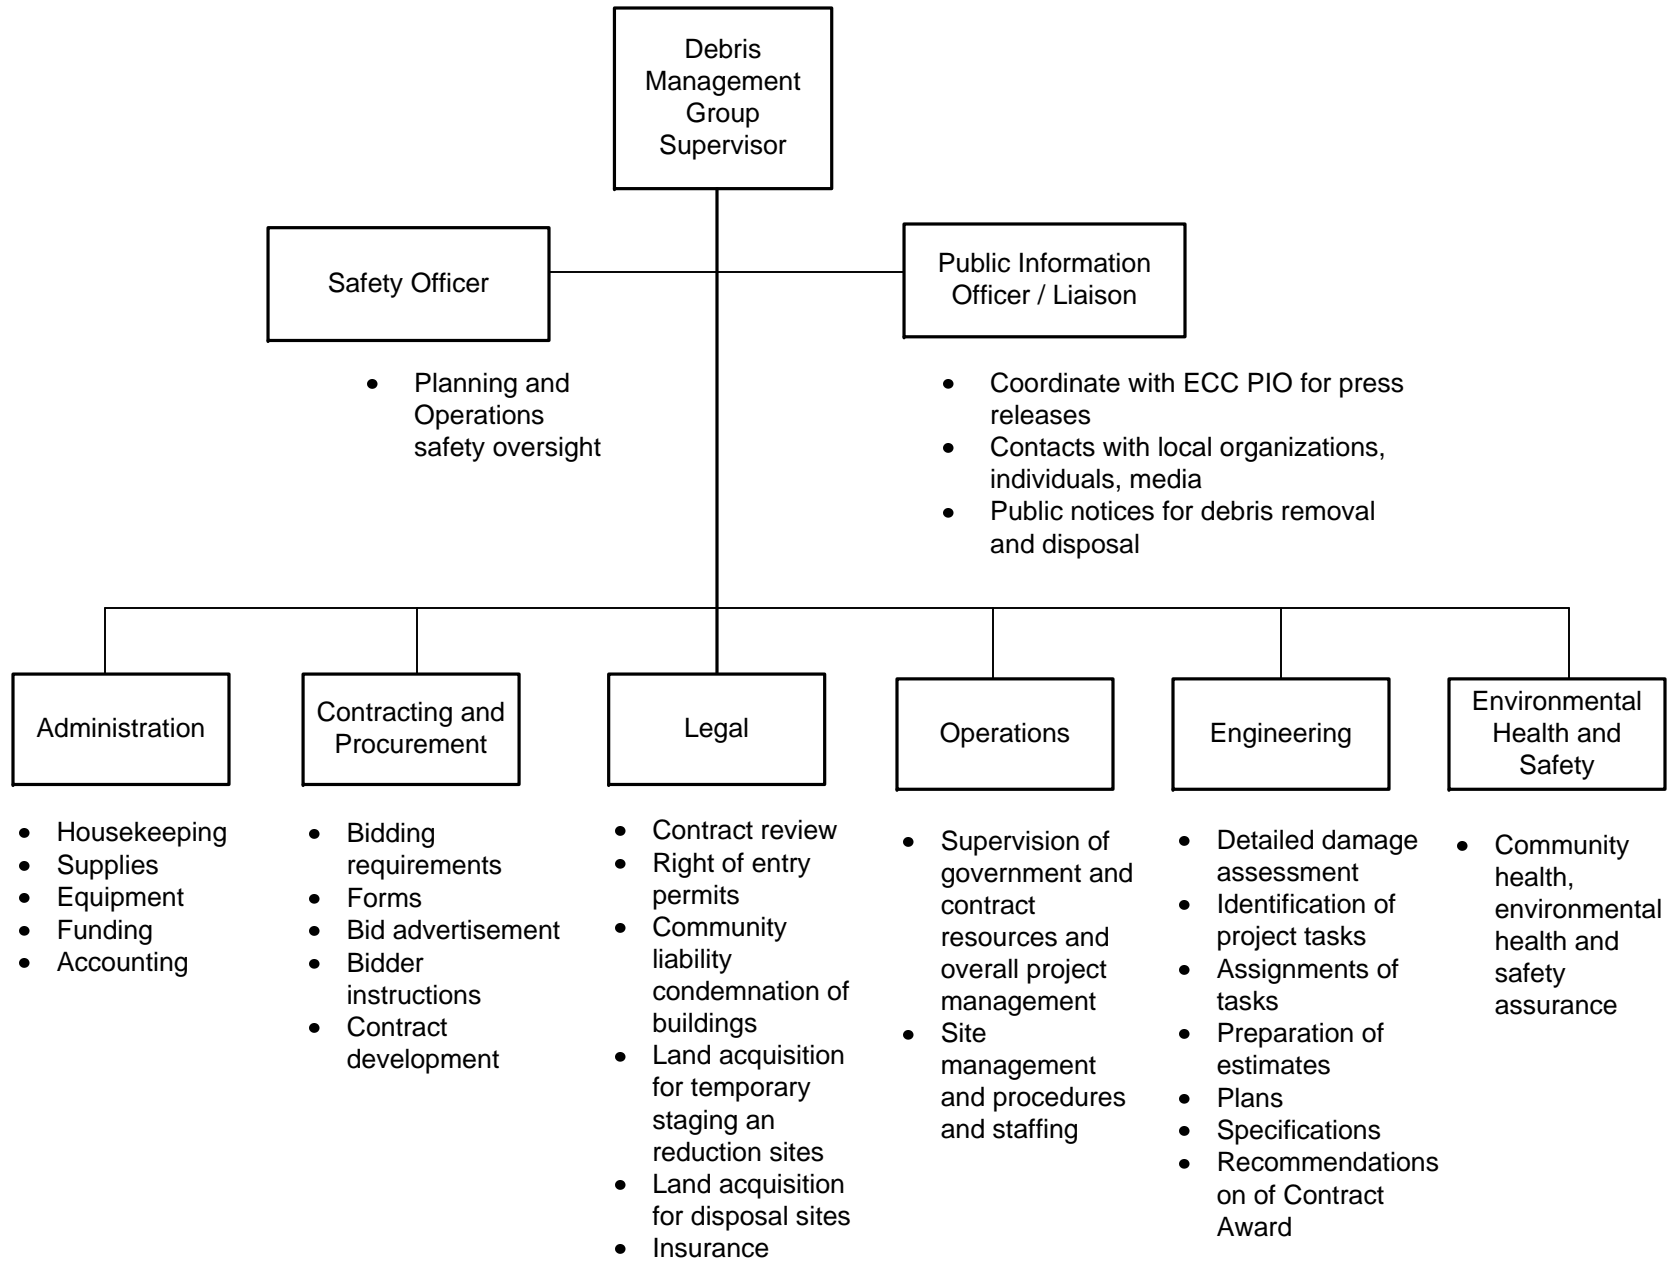 Debris
Management
Group
Supervisor
Safety Officer
Public Information
Officer / Liaison
• Planning and
Operations
safety oversight
• Coordinate with ECC PIO for press
releases
• Contacts with local organizations,
individuals, media
• Public notices for debris removal
and disposal
Administration
Contracting and
Procurement
Legal
Operations
Engineering
Environmental
Health and
Safety
• Housekeeping
• Supplies
• Equipment
• Funding
• Accounting
• Bidding
requirements
• Forms
• Bid advertisement
• Bidder
instructions
• Contract
development
• Contract review
• Right of entry
permits
• Community
liability
condemnation of
buildings
• Land acquisition
for temporary
staging an
reduction sites
• Land acquisition
for disposal sites
• Insurance
• Supervision of
government and
contract
resources and
overall project
management
• Site
management
and procedures
and staffing
• Detailed damage
assessment
• Identification of
project tasks
• Assignments of
tasks
• Preparation of
estimates
• Plans
• Specifications
• Recommendations
on of Contract
Award
• Community
health,
environmental
health and
safety
assurance